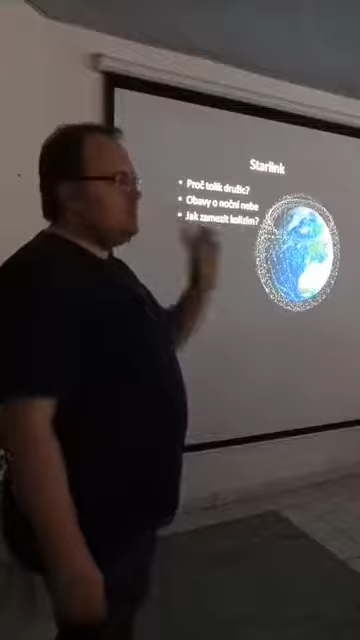 Starlink
• Proč tolik družic?
• Obavy o noční nebe
• Jak zamezit kolizím?